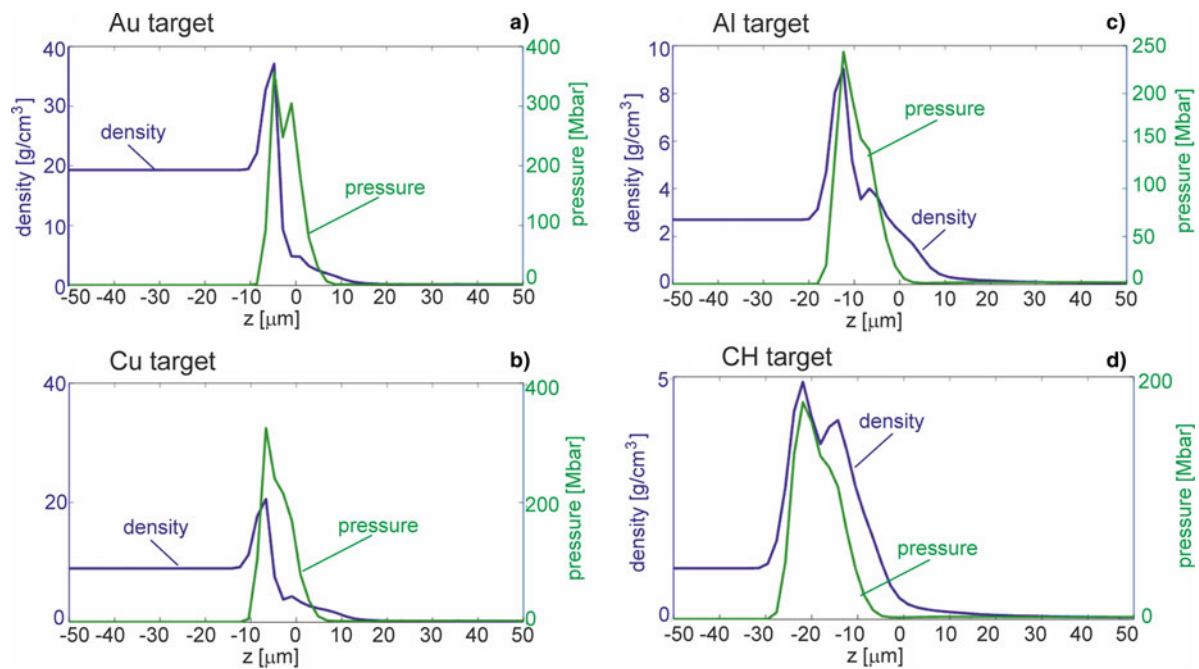 Au target
a)
40
30
20
10
0
density [g/cm³]
400
300
200
100
0
pressure [Mbar]
density
pressure
-50 -40 -30 -20 -10 0 10 20 30 40 50
z [μm]
Al target
c)
10
8
6
4
2
0
density [g/cm³]
250
200
150
100
50
0
pressure [Mbar]
pressure
density
-50 -40 -30 -20 -10 0 10 20 30 40 50
z [μm]
Cu target
b)
40
20
0
density [g/cm³]
400
200
0
pressure [Mbar]
density
pressure
-50 -40 -30 -20 -10 0 10 20 30 40 50
z [μm]
CH target
d)
5
0
density [g/cm³]
200
0
pressure [Mbar]
density
pressure
-50 -40 -30 -20 -10 0 10 20 30 40 50
z [μm]